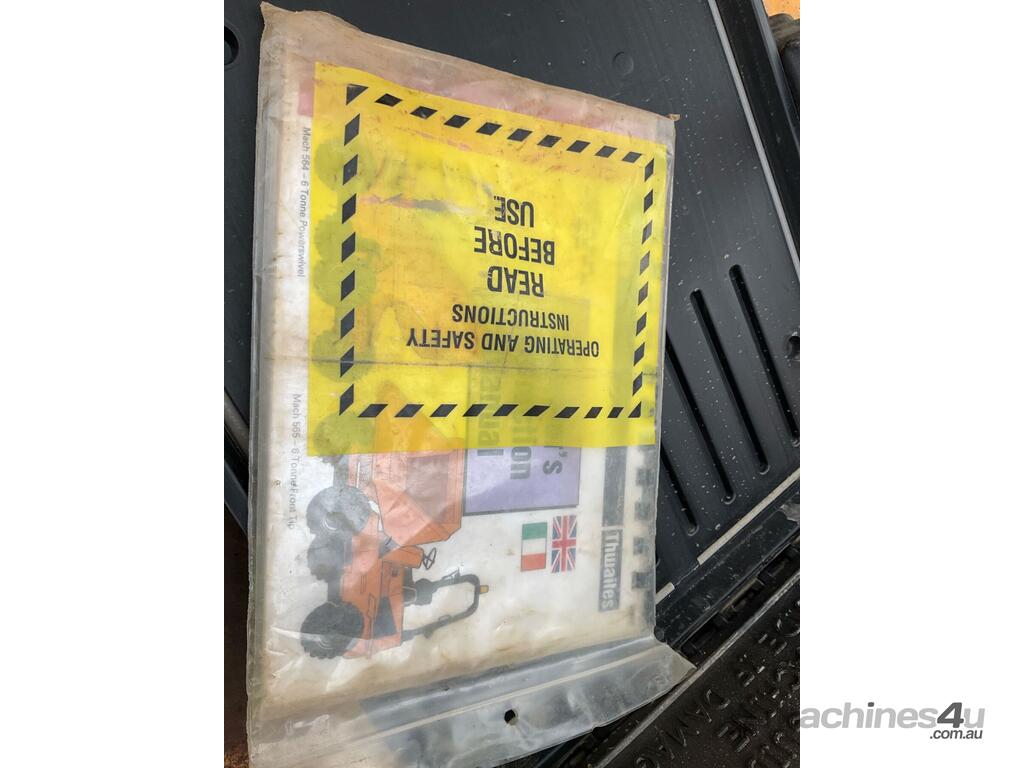 OPERATING AND SAFETY
INSTRUCTIONS
READ
BEFORE
USE.
Thwaites
Mach 564 – 6 Tonne Powerswivel
Mach 565 – 6 Tonne Front Tip
machines4u
.com.au